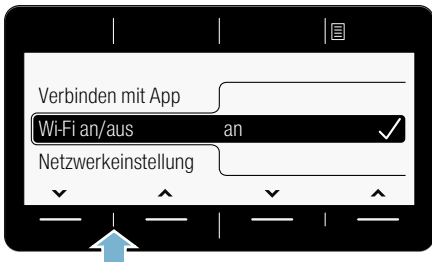 Verbinden mit App
Wi-Fi an/aus an
Netzwerkeinstellung